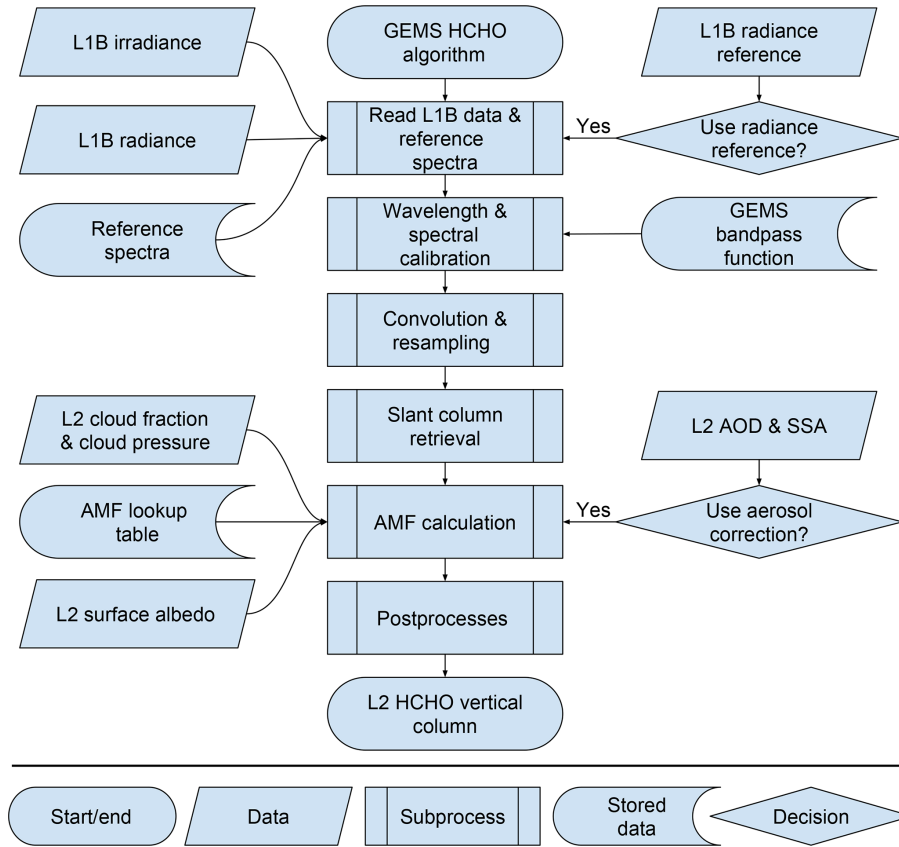 L1B irradiance
GEMS HCHO
algorithm
L1B radiance
reference
L1B radiance
Read L1B data &
reference
spectra
Yes
Use radiance
reference?
Reference
spectra
Wavelength &
spectral
calibration
GEMS
bandpass
function
Convolution &
resampling
L2 cloud fraction
& cloud pressure
Slant column
retrieval
L2 AOD & SSA
AMF lookup
table
AMF calculation
Yes
Use aerosol
correction?
L2 surface albedo
Postprocesses
L2 HCHO vertical
column
Start/end
Data
Subprocess
Stored
data
Decision